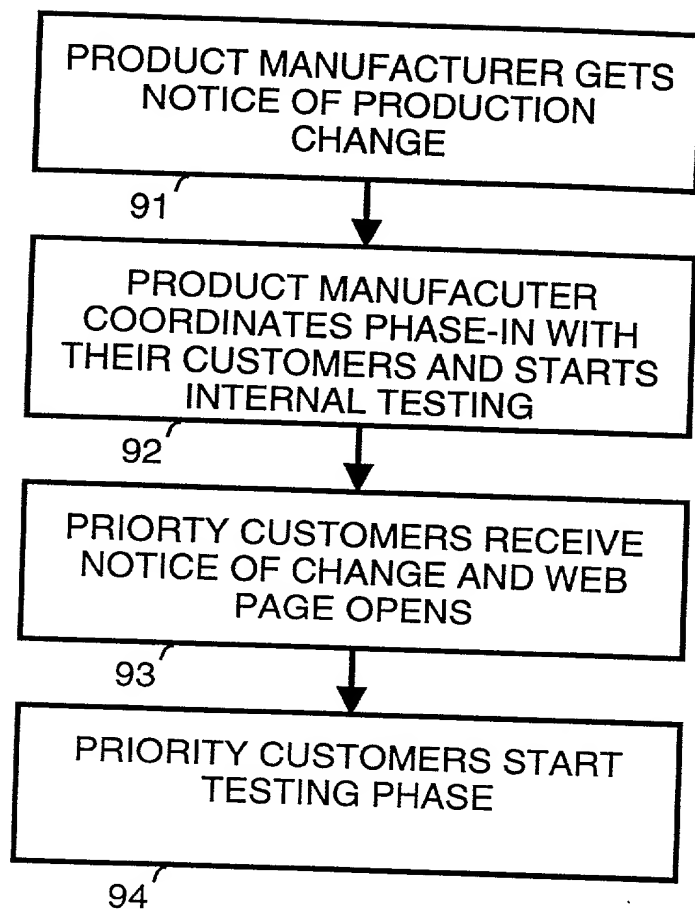 PRODUCT MANUFACTURER GETS
NOTICE OF PRODUCTION
CHANGE
91
PRODUCT MANUFACUTER
COORDINATES PHASE-IN WITH
THEIR CUSTOMERS AND STARTS
INTERNAL TESTING
92
PRIORTY CUSTOMERS RECEIVE
NOTICE OF CHANGE AND WEB
PAGE OPENS
93
PRIORITY CUSTOMERS START
TESTING PHASE
94